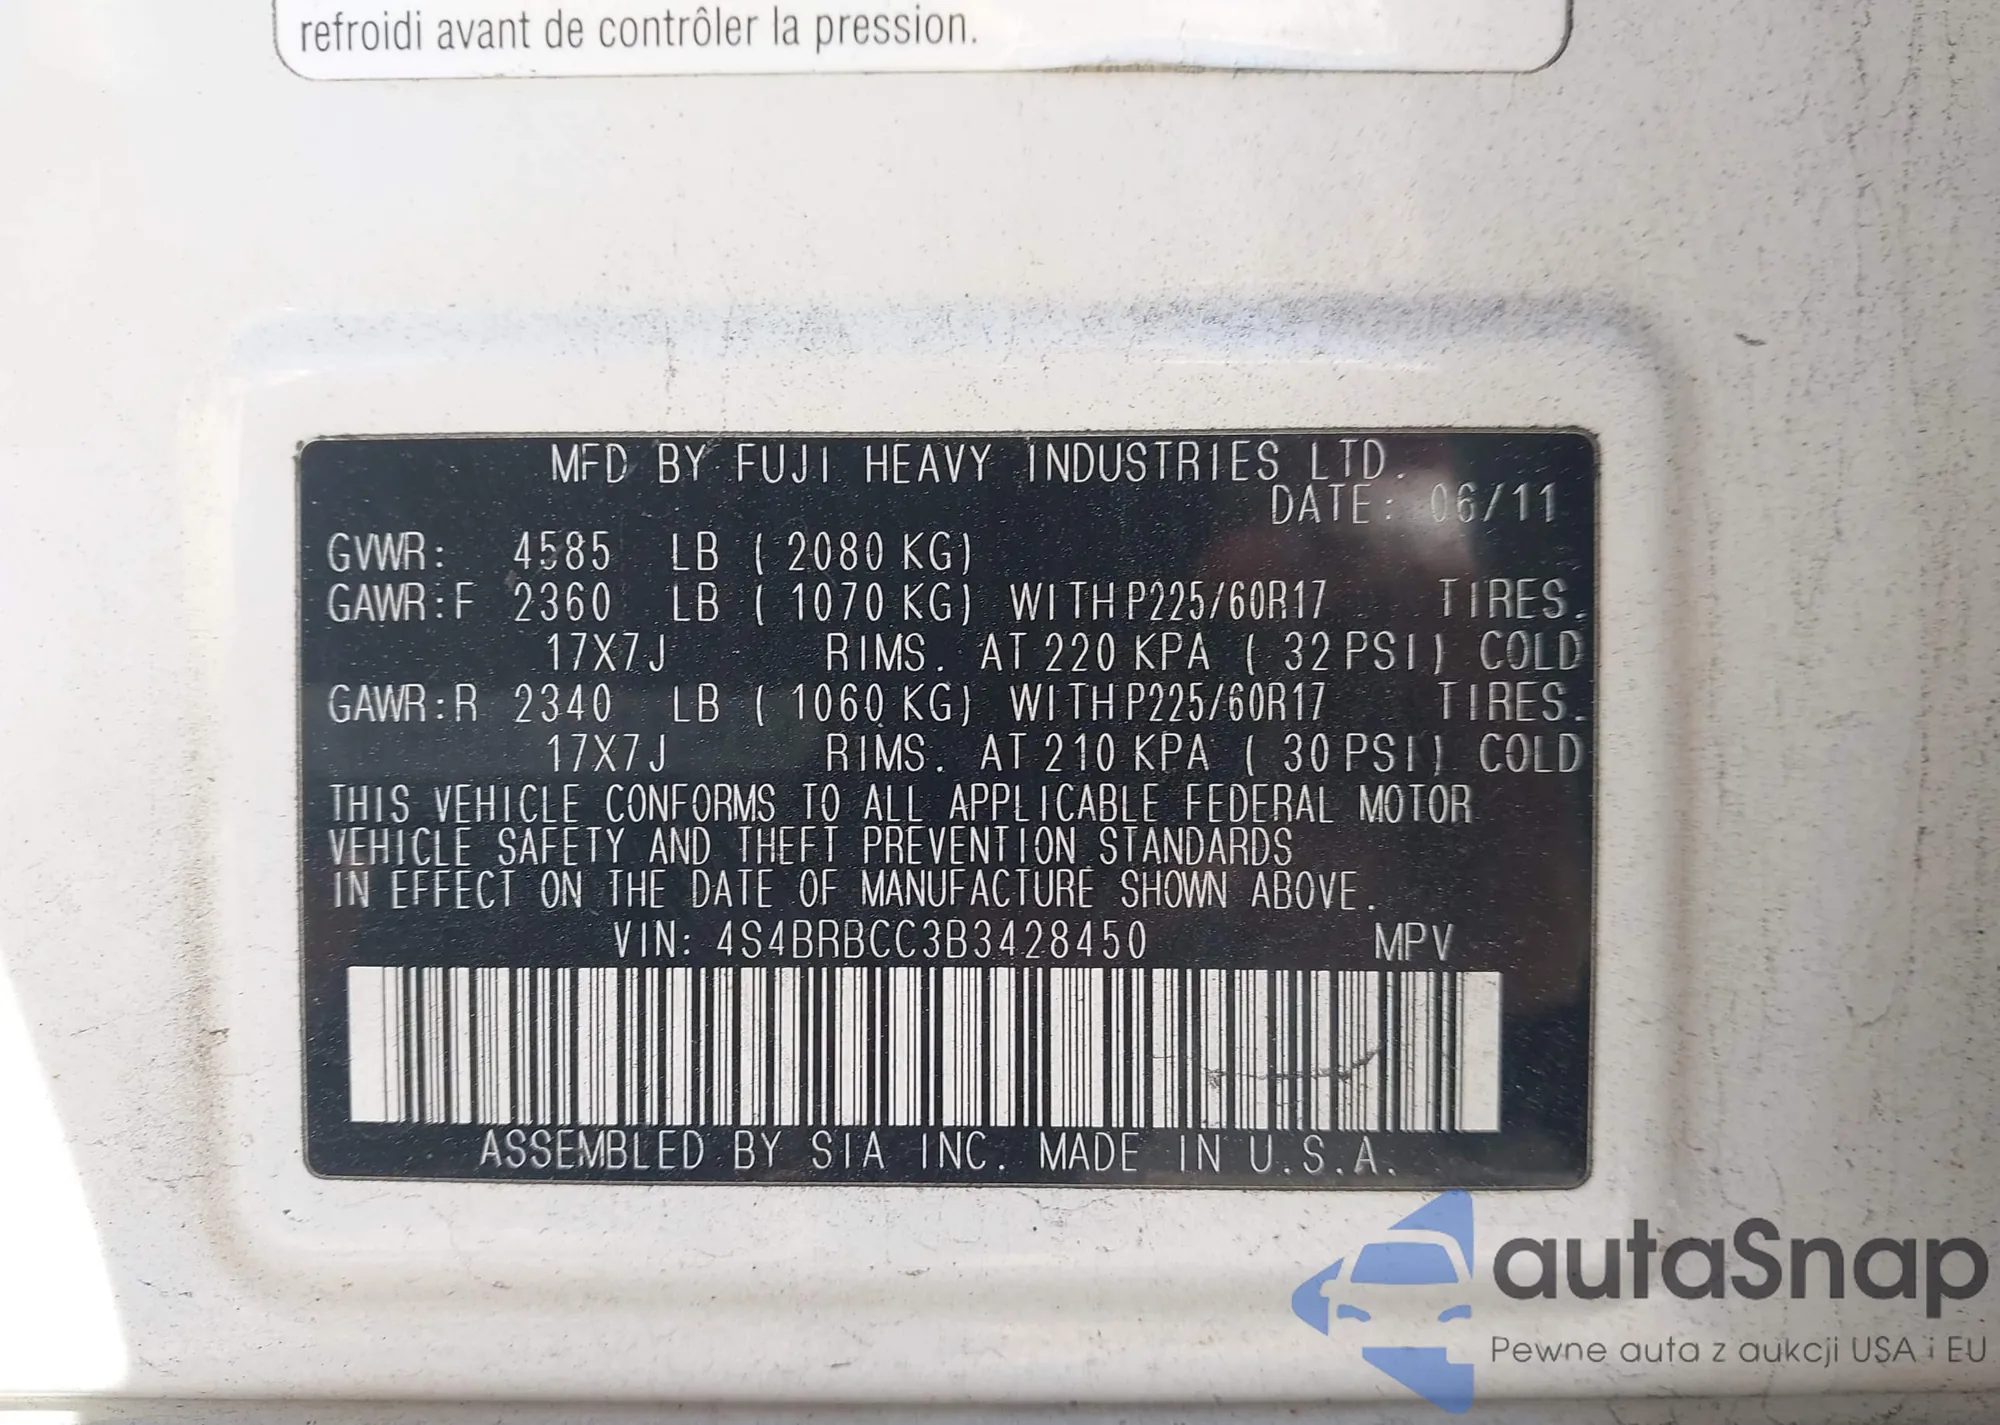 refroidi avant de contrôler la pression.
MFD BY FUJI HEAVY INDUSTRIES LTD.
DATE: 06/11
GVWR: 4585 LB ( 2080 KG)
GAWR:F 2360 LB ( 1070 KG) WITH P225/60R17 TIRES.
17X7J RIMS. AT 220 KPA ( 32 PSI) COLD
GAWR:R 2340 LB ( 1060 KG) WITH P225/60R17 TIRES.
17X7J RIMS. AT 210 KPA ( 30 PSI) COLD
THIS VEHICLE CONFORMS TO ALL APPLICABLE FEDERAL MOTOR
VEHICLE SAFETY AND THEFT PREVENTION STANDARDS
IN EFFECT ON THE DATE OF MANUFACTURE SHOWN ABOVE.
VIN: 4S4BRBCC3B3428450 MPV
ASSEMBLED BY SIA INC. MADE IN U.S.A.
autaSnap
Pewne auta z aukcji USA i EU